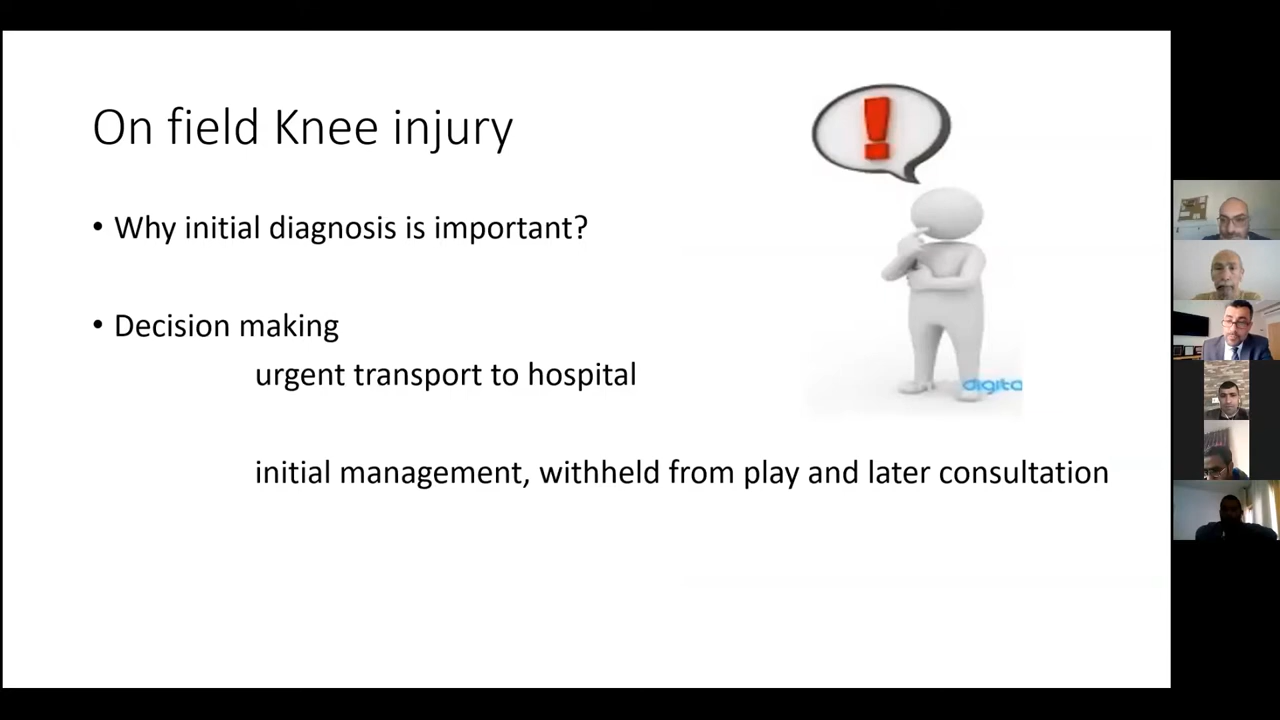 On field Knee injury
• Why initial diagnosis is important?
• Decision making
urgent transport to hospital
initial management, withheld from play and later consultation
digita